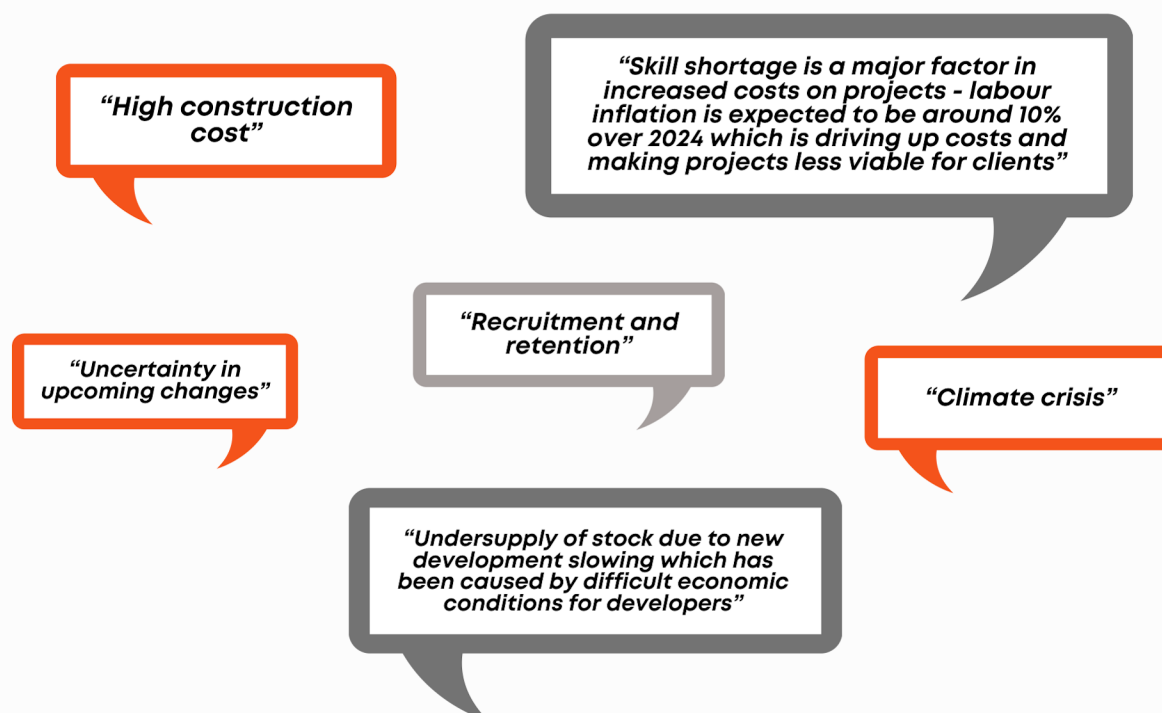 “High construction
cost”
“Skill shortage is a major factor in
increased costs on projects - labour
inflation is expected to be around 10%
over 2024 which is driving up costs and
making projects less viable for clients”
“Recruitment and
retention”
“Uncertainty in
upcoming changes”
“Climate crisis”
“Undersupply of stock due to new
development slowing which has
been caused by difficult economic
conditions for developers”